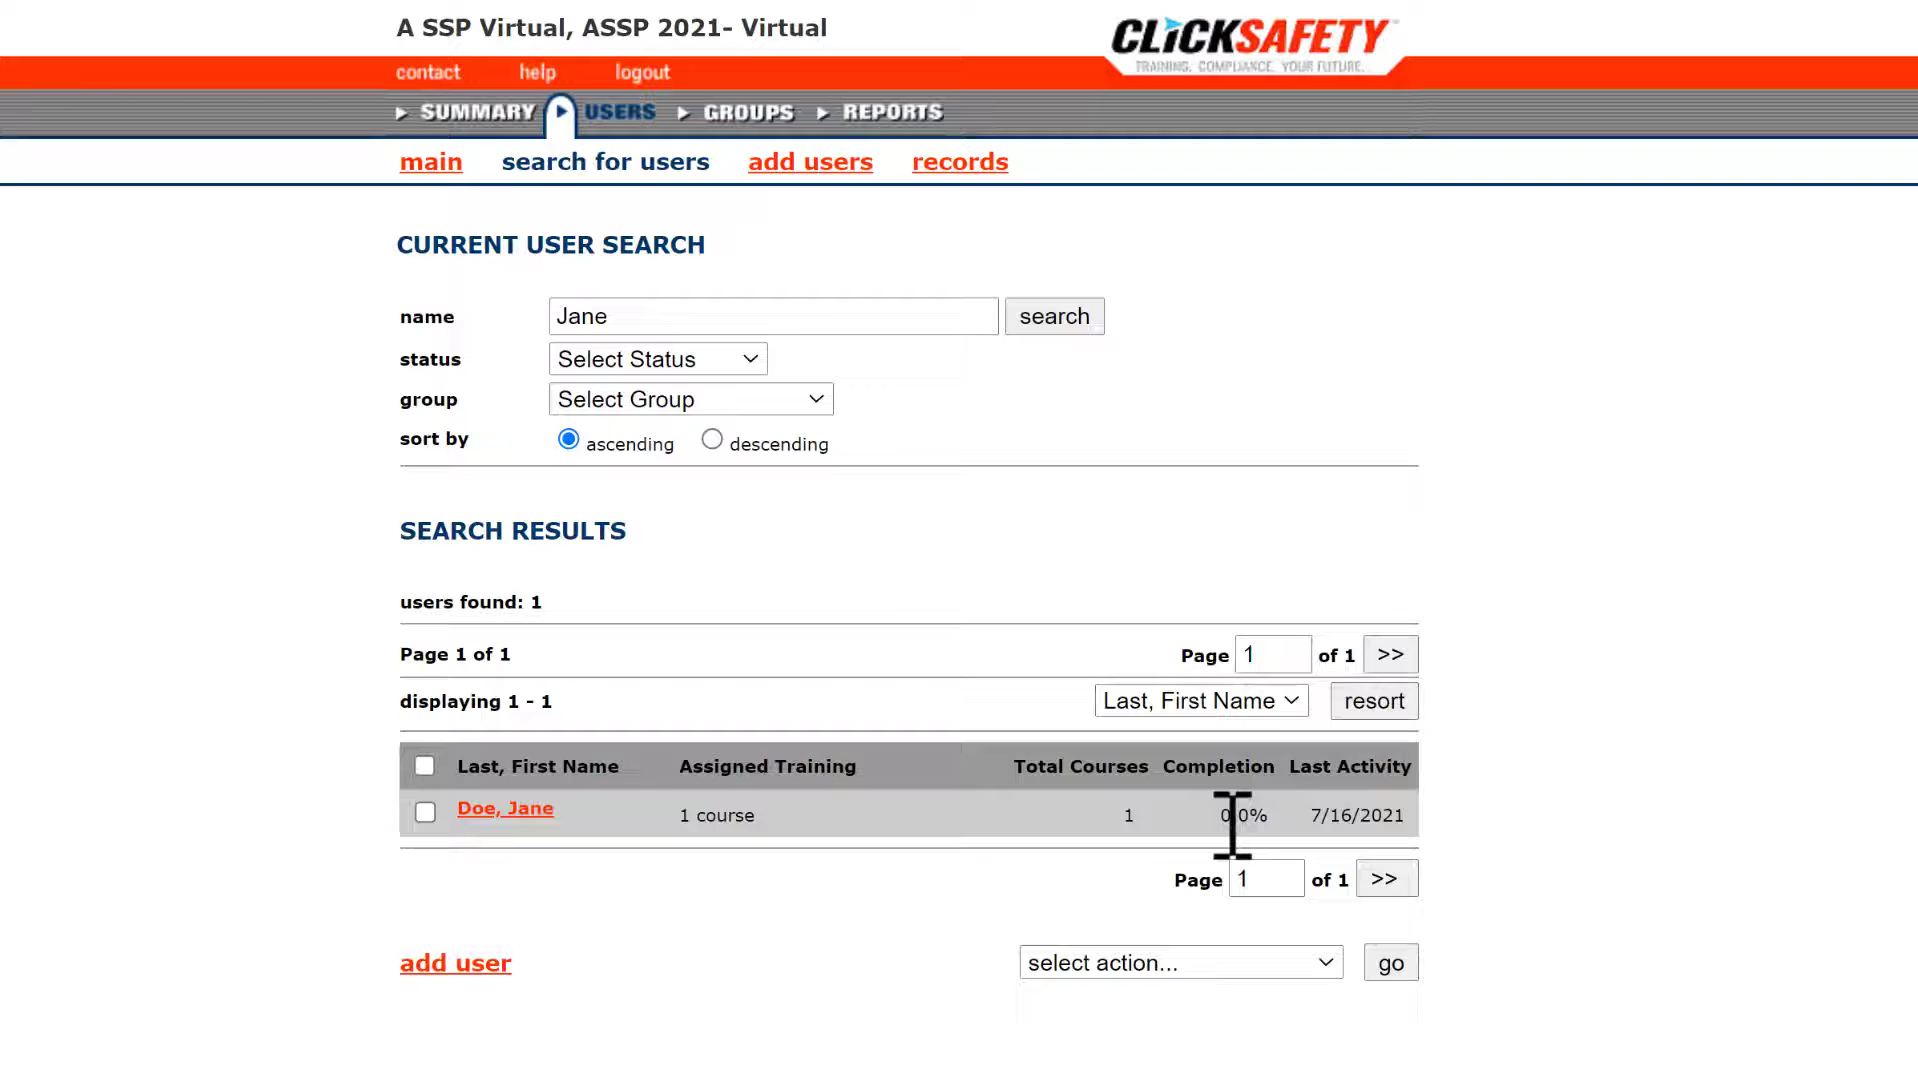 A SSP Virtual, ASSP 2021- Virtual
CLICKSAFETY
TRAINING. COMPLIANCE. YOUR FUTURE.
contact help logout
SUMMARY USERS GROUPS REPORTS
main search for users add users records
CURRENT USER SEARCH
name Jane search
status Select Status
group Select Group
sort by ascending descending
SEARCH RESULTS
users found: 1
Page 1 of 1 Page 1 of 1 >>
displaying 1 - 1 Last, First Name resort
Last, First Name Assigned Training Total Courses Completion Last Activity
Doe, Jane 1 course 1 0.0% 7/16/2021
Page 1 of 1 >>
add user select action... go